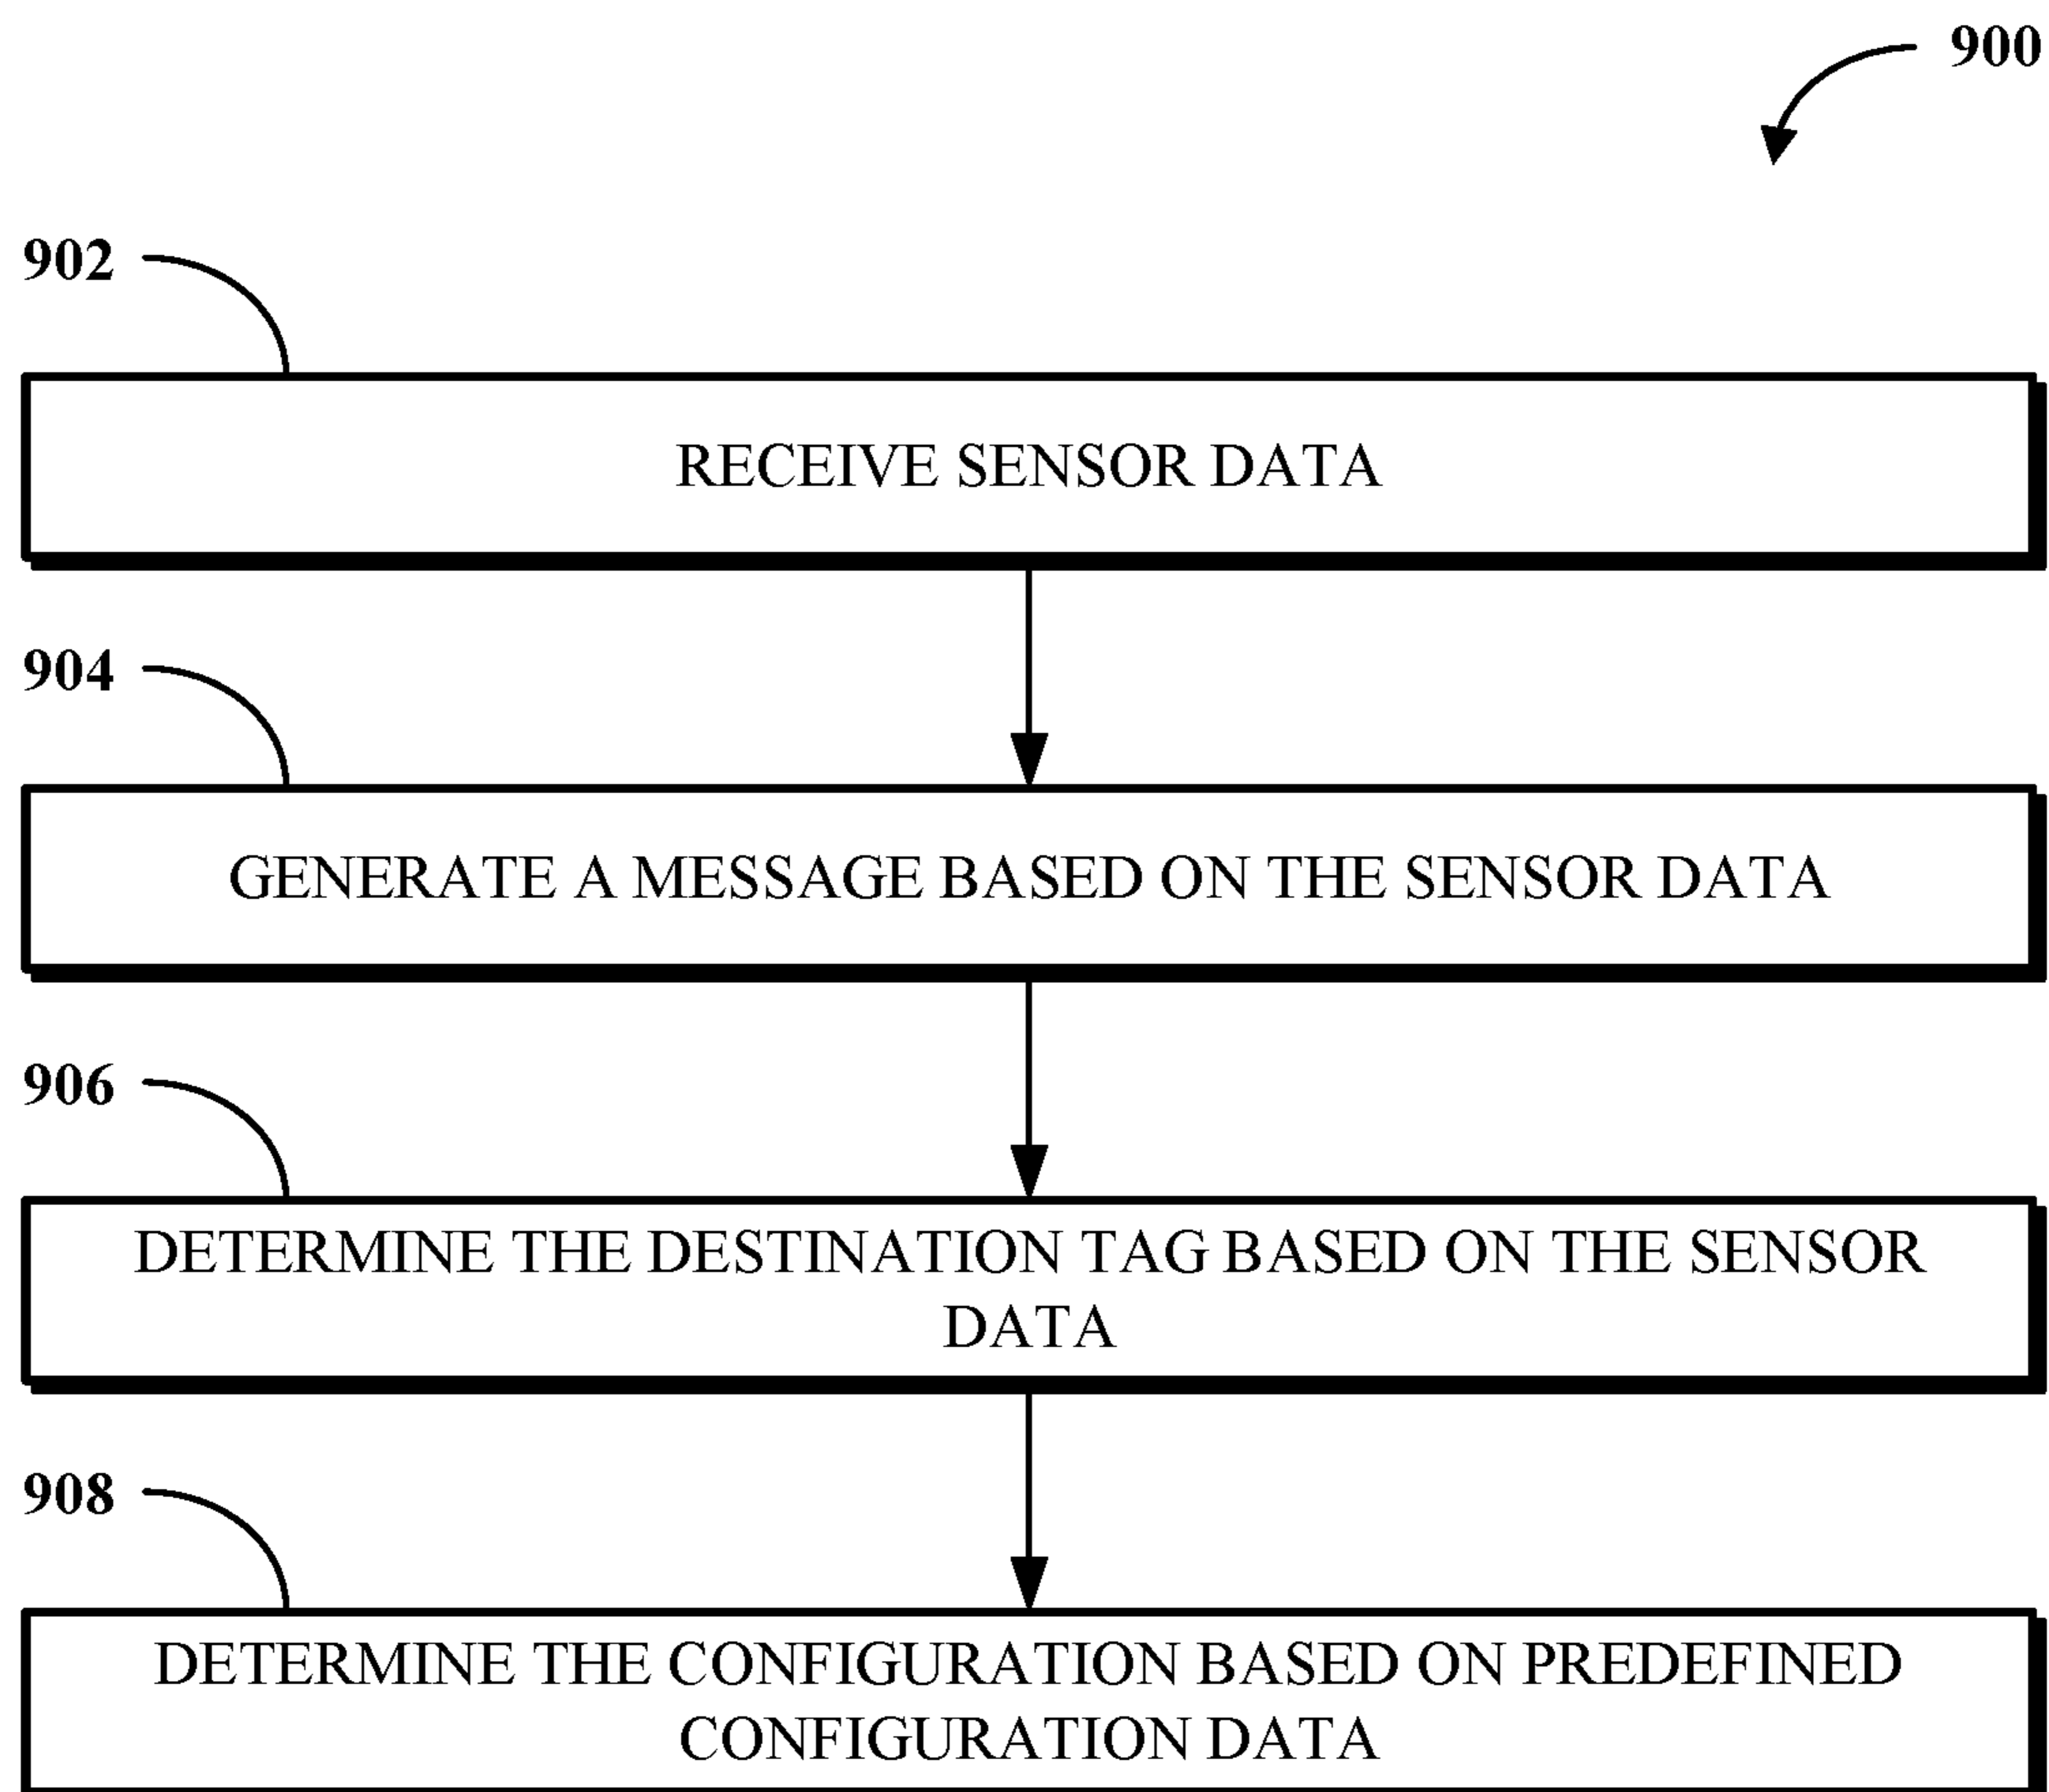 900
902
RECEIVE SENSOR DATA
904
GENERATE A MESSAGE BASED ON THE SENSOR DATA
906
DETERMINE THE DESTINATION TAG BASED ON THE SENSOR
DATA
908
DETERMINE THE CONFIGURATION BASED ON PREDEFINED
CONFIGURATION DATA